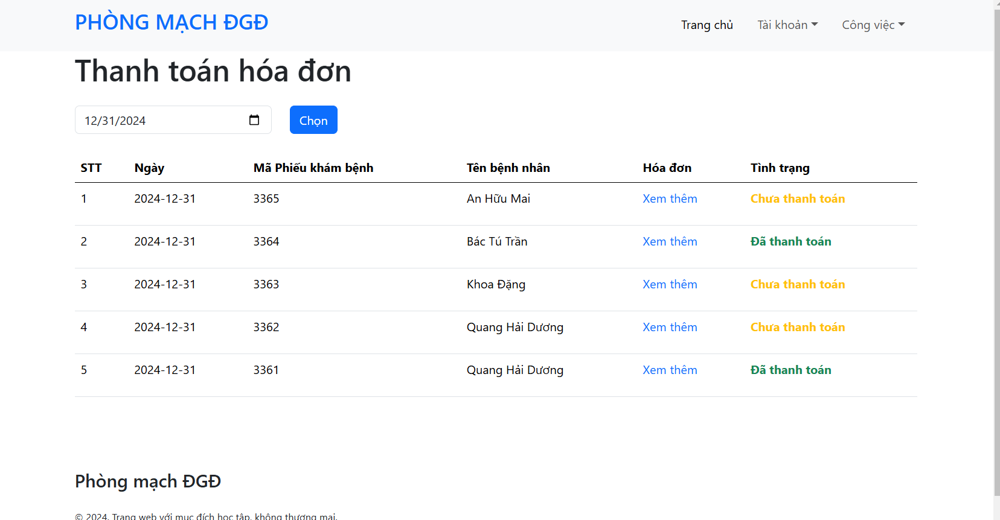 PHÒNG MẠCH ĐGĐ
Trang chủ Tài khoản Công việc
Thanh toán hóa đơn
12/31/2024 Chọn
STT Ngày Mã Phiếu khám bệnh Tên bệnh nhân Hóa đơn Tình trạng
1 2024-12-31 3365 An Hữu Mai Xem thêm Chưa thanh toán
2 2024-12-31 3364 Bác Tú Trần Xem thêm Đã thanh toán
3 2024-12-31 3363 Khoa Đặng Xem thêm Chưa thanh toán
4 2024-12-31 3362 Quang Hải Dương Xem thêm Chưa thanh toán
5 2024-12-31 3361 Quang Hải Dương Xem thêm Đã thanh toán
Phòng mạch ĐGĐ
© 2024. Trang web với mục đích học tập, không thương mại.